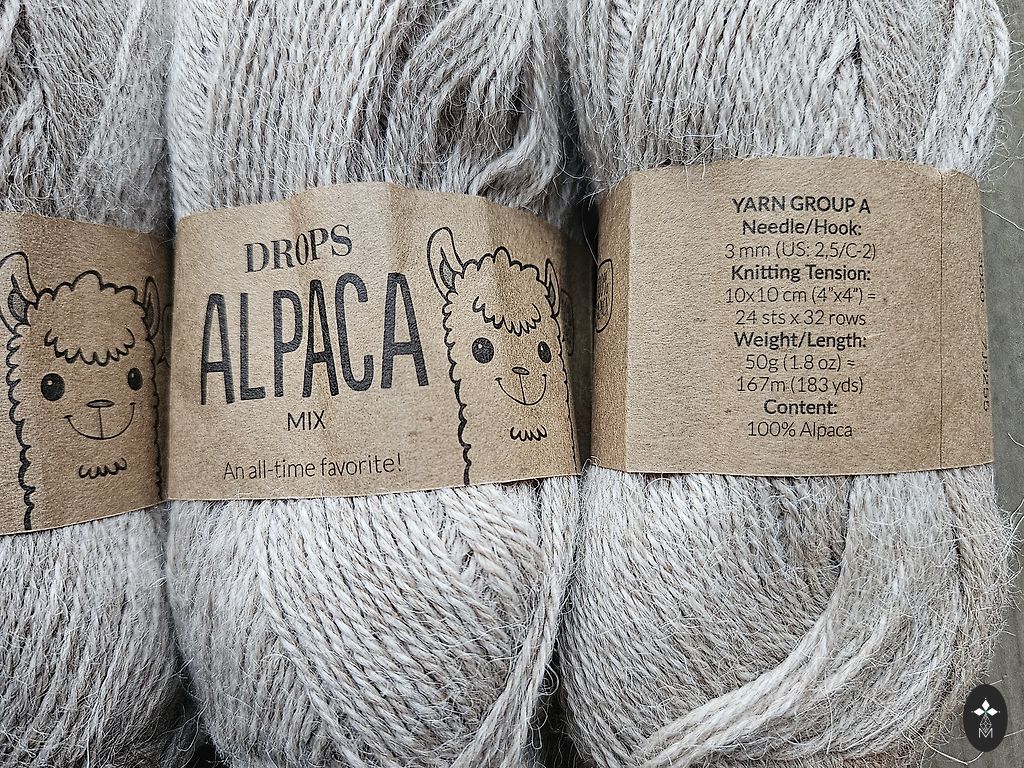 DROPS
ALPACA
MIX
An all-time favorite!
YARN GROUP A
Needle/Hook:
3 mm (US: 2,5/C-2)
Knitting Tension:
10x10 cm (4”x4”) =
24 sts x 32 rows
Weight/Length:
50g (1.8 oz) =
167m (183 yds)
Content:
100% Alpaca